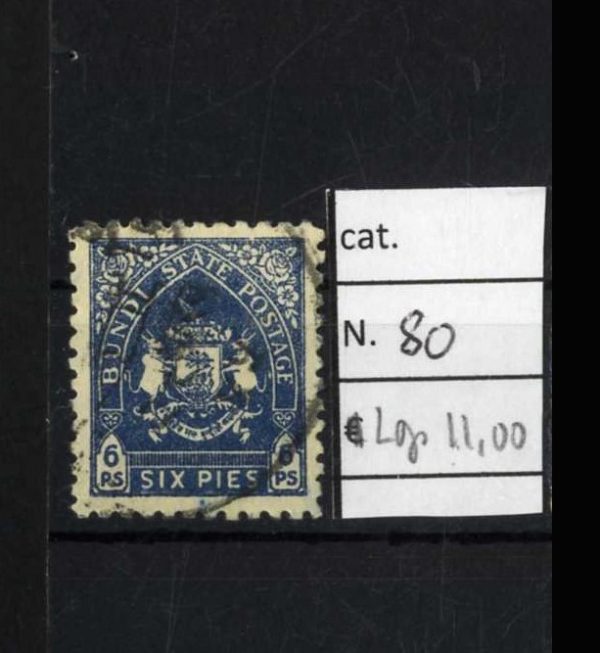 BUNDI STATE POSTAGE
6 PS
SIX PIES
6 PS
cat.
N. 80
€ 11,00